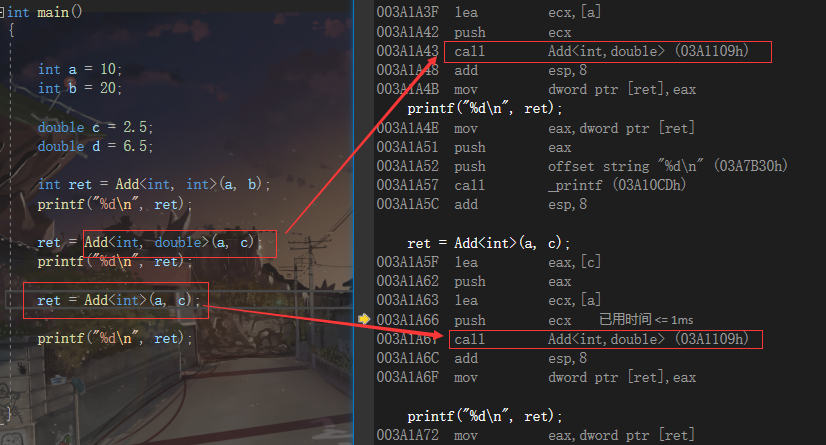 int main()
{
int a = 10;
int b = 20;
double c = 2.5;
double d = 6.5;
int ret = Add<int, int>(a, b);
printf("%d\n", ret);
ret = Add<int, double>(a, c);
printf("%d\n", ret);
ret = Add<int>(a, c);
printf("%d\n", ret);
}
003A1A3F lea ecx,[a]
003A1A42 push ecx
003A1A43 call Add<int,double> (03A1109h)
003A1A48 add esp,8
003A1A4B mov dword ptr [ret],eax
printf("%d\n", ret);
003A1A4E mov eax,dword ptr [ret]
003A1A51 push eax
003A1A52 push offset string "%d\n" (03A7B30h)
003A1A57 call _printf (03A10CDh)
003A1A5C add esp,8
ret = Add<int>(a, c);
003A1A5F lea eax,[c]
003A1A62 push eax
003A1A63 lea ecx,[a]
003A1A66 push ecx 已用时间 <= 1ms
003A1A67 call Add<int,double> (03A1109h)
003A1A6C add esp,8
003A1A6F mov dword ptr [ret],eax
printf("%d\n", ret);
003A1A72 mov eax,dword ptr [ret]